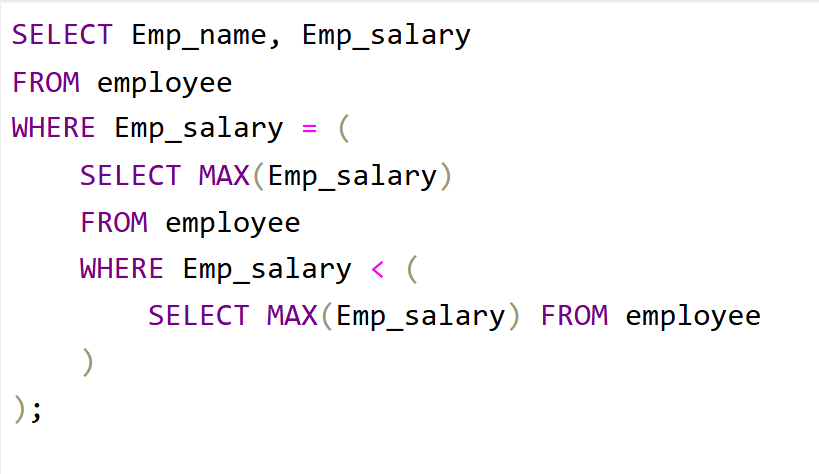 SELECT Emp_name, Emp_salary
FROM employee
WHERE Emp_salary = (
    SELECT MAX(Emp_salary)
    FROM employee
    WHERE Emp_salary < (
        SELECT MAX(Emp_salary) FROM employee
    )
);